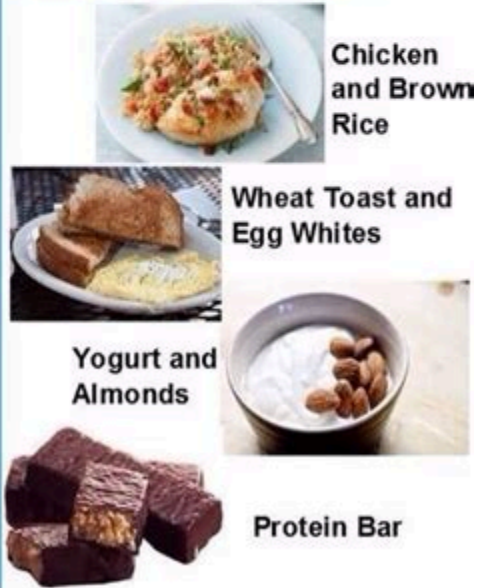 Chicken
and Brown
Rice
Wheat Toast and
Egg Whites
Yogurt and
Almonds
Protein Bar